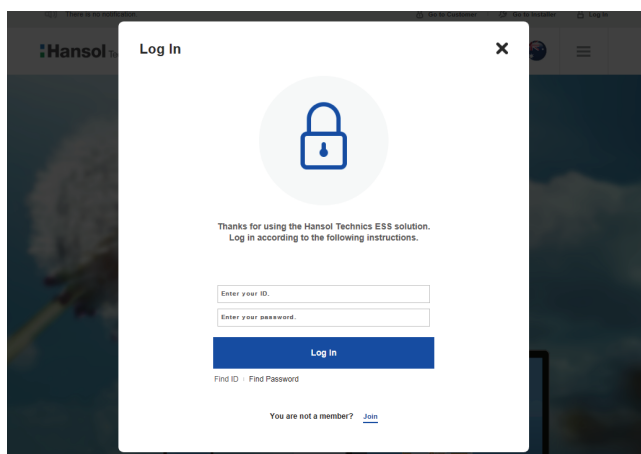 There is no notification...
Go to Customer
Go to Installer
Log In
Hansol
Log In
Thanks for using the Hansol Technics ESS solution.
Log in according to the following instructions.
Enter your ID.
Enter your password.
Log In
Find ID
Find Password
You are not a member? Join